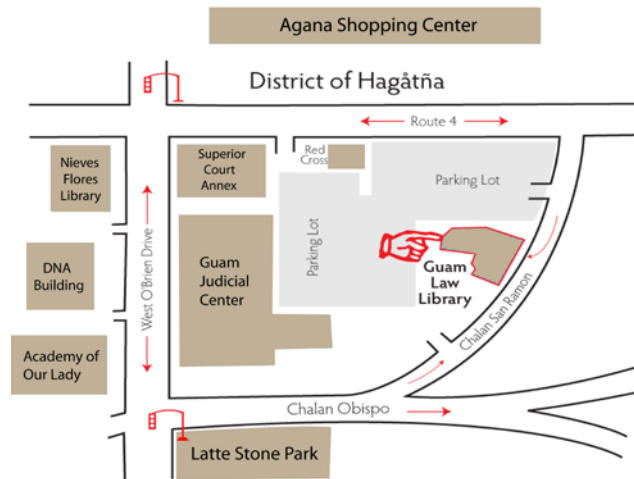 Agana Shopping Center
District of Hagåtña
Route 4
Nieves
Flores
Library
Superior
Court
Annex
Red
Cross
Parking Lot
West O'Brien Drive
DNA
Building
Guam
Judicial
Center
Parking Lot
Guam
Law
Library
Chalan San Ramon
Academy of
Our Lady
Chalan Obispo
Latte Stone Park